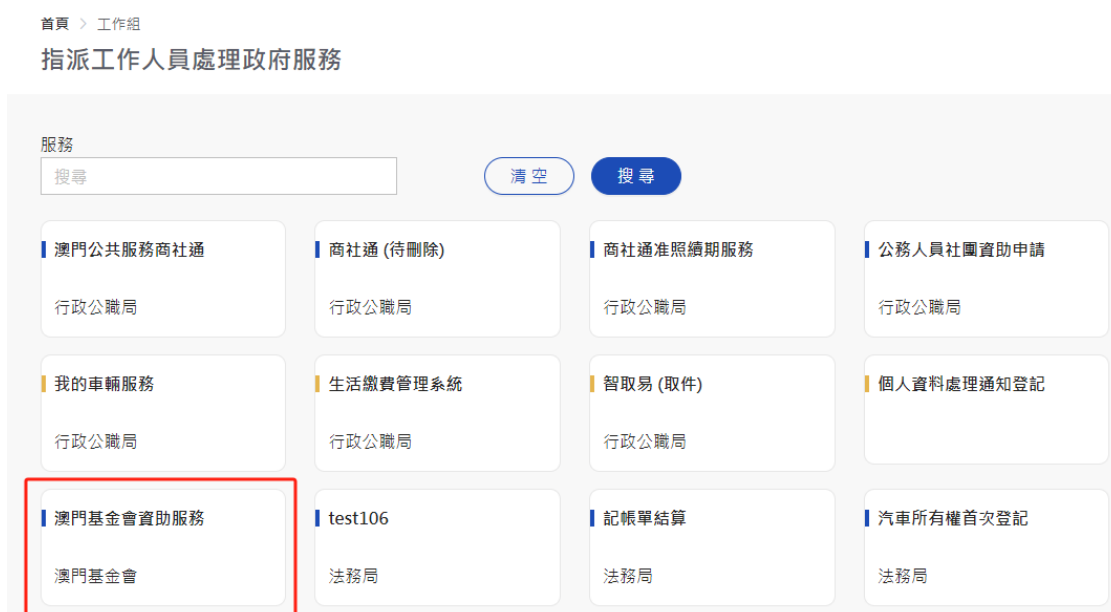 首頁 > 工作組
指派工作人員處理政府服務
服務
搜尋 清空 搜尋
澳門公共服務商社通 商社通 (待刪除) 商社通准照續期服務 公務人員社團資助申請
行政公職局 行政公職局 行政公職局 行政公職局
我的車輛服務 生活繳費管理系統 智取易 (取件) 個人資料處理通知登記
行政公職局 行政公職局 行政公職局
澳門基金會資助服務 test106 記帳單結算 汽車所有權首次登記
澳門基金會 法務局 法務局 法務局